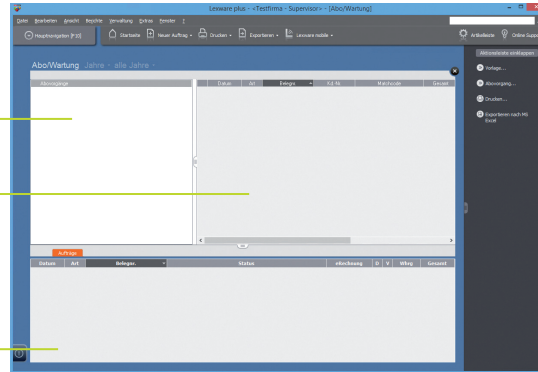 Lexware plus - <Testfirma - Supervisor> - [Abo/Wartung]
Datei Bearbeiten Ansicht Berichte Verwaltung Extras Fenster ?
Hauptnavigation [F10] Startseite Neuer Auftrag Drucken Exportieren Lexware mobile Artikelleiste Online Suppo
Aktionsleiste einklappen
Abo/Wartung Jahre - alle Jahre -
Vorlage...
Abovorgänge Datum Art Belegnr. Kd.-Nr. Matchcode Gesamt
Abovorgang...
Drucken...
Exportieren nach MS Excel
Aufträge
Datum Art Belegnr. Status eRechnung D V Whrg Gesamt